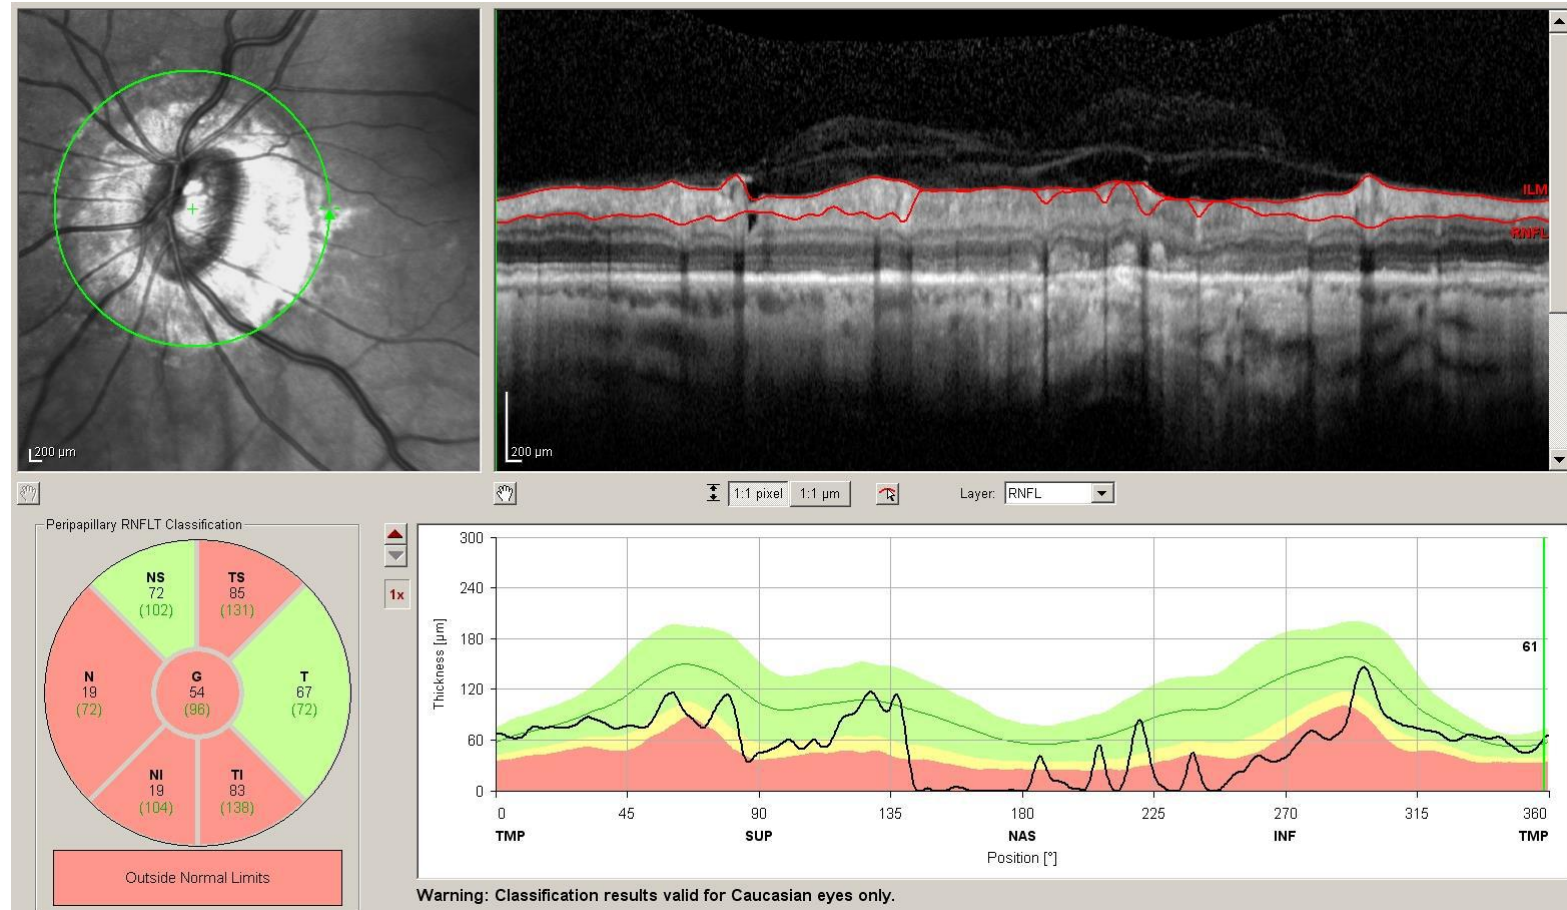 200 µm
ILM
RNFL
200 µm
1:1 pixel 1:1 µm Layer: RNFL
Peripapillary RNFLT Classification
NS
72
(102)
TS
85
(131)
N
19
(72)
G
54
(96)
T
67
(72)
NI
19
(104)
TI
83
(138)
Outside Normal Limits
1x
Thickness [µm]
300
240
180
120
60
0
61
0 45 90 135 180 225 270 315 360
TMP SUP NAS INF TMP
Position [°]
Warning: Classification results valid for Caucasian eyes only.